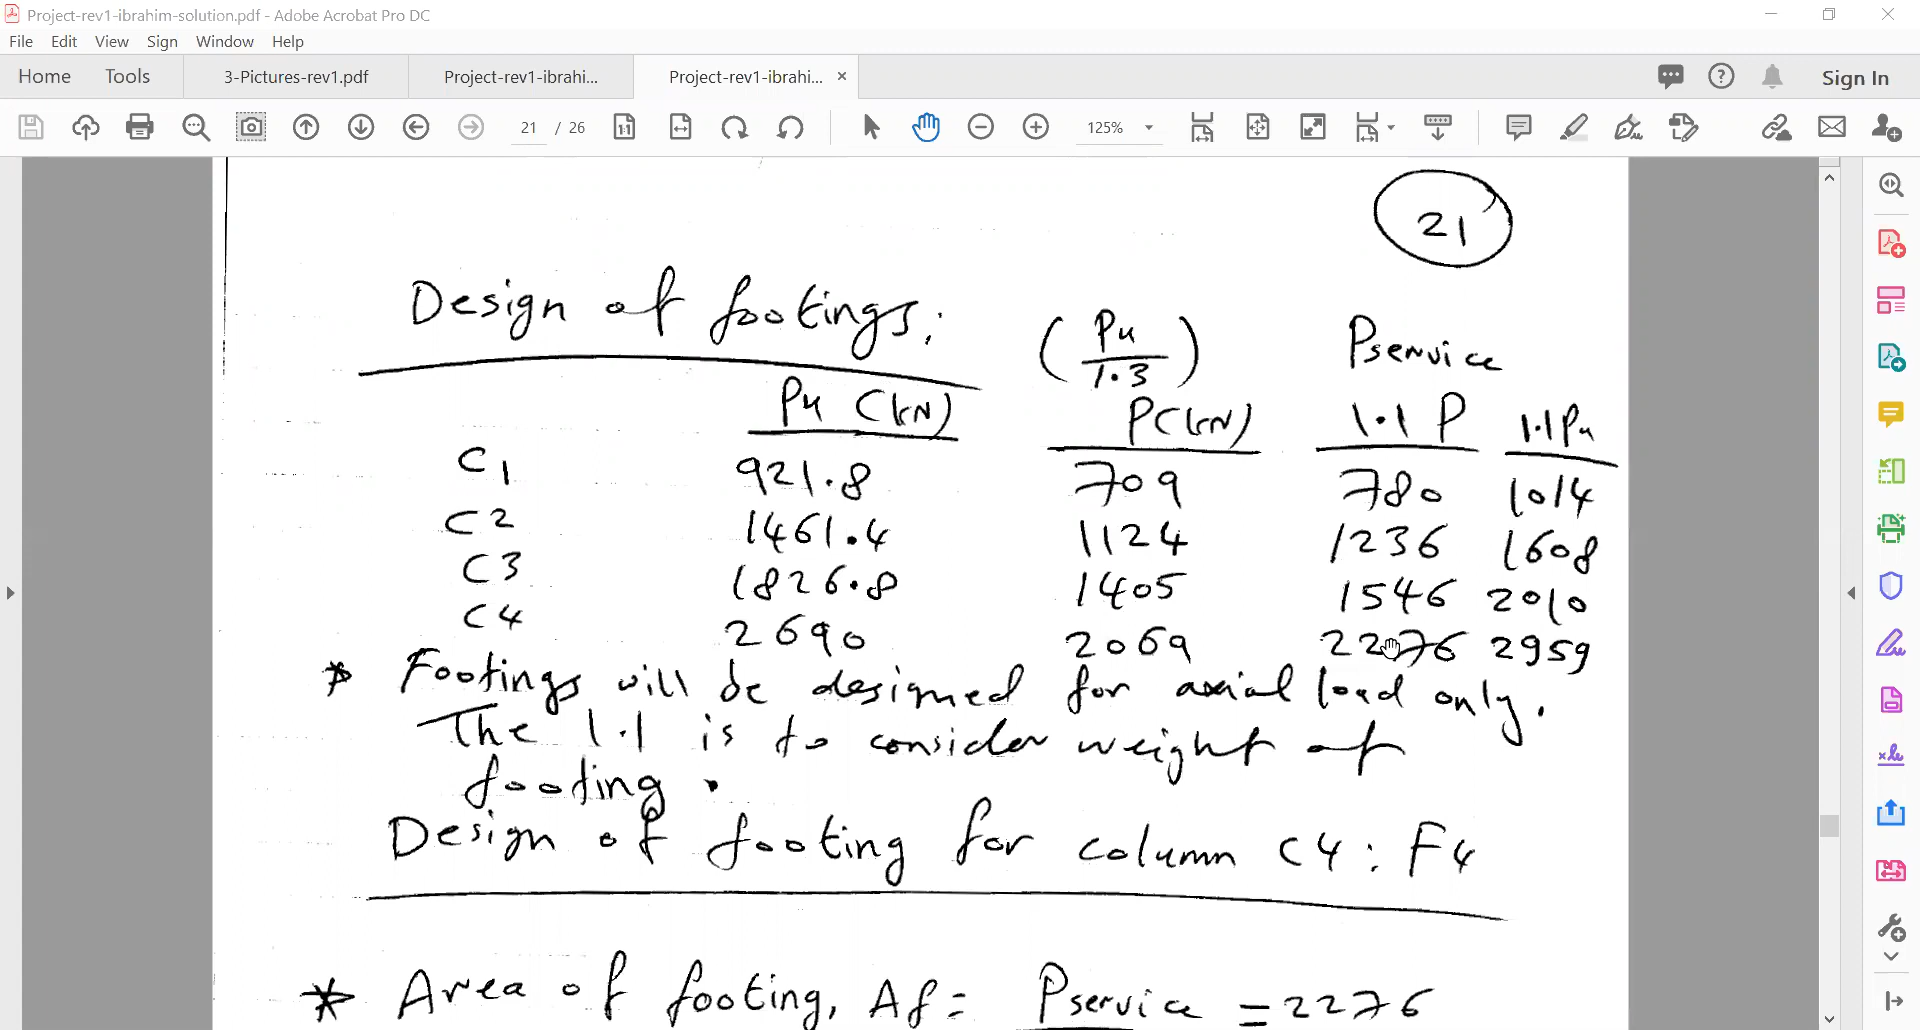 Project-rev1-ibrahim-solution.pdf - Adobe Acrobat Pro DC
File Edit View Sign Window Help
Home Tools 3-Pictures-rev1.pdf Project-rev1-ibrahi... Project-rev1-ibrahi... × Sign In
21 / 26 125%
21
Design of footings: (Pu/1.3) Pservice
Pu (kN) P(kN) 1.1 P 1.1Pu
C1 921.8 709 780 1014
C2 1461.4 1124 1236 1608
C3 1826.8 1405 1546 2010
C4 2690 2069 2276 2959
* Footings will be designed for axial load only.
The 1.1 is to consider weight of
footing.
Design of footing for column C4: F4
* Area of footing, Af = Pservice = 2276